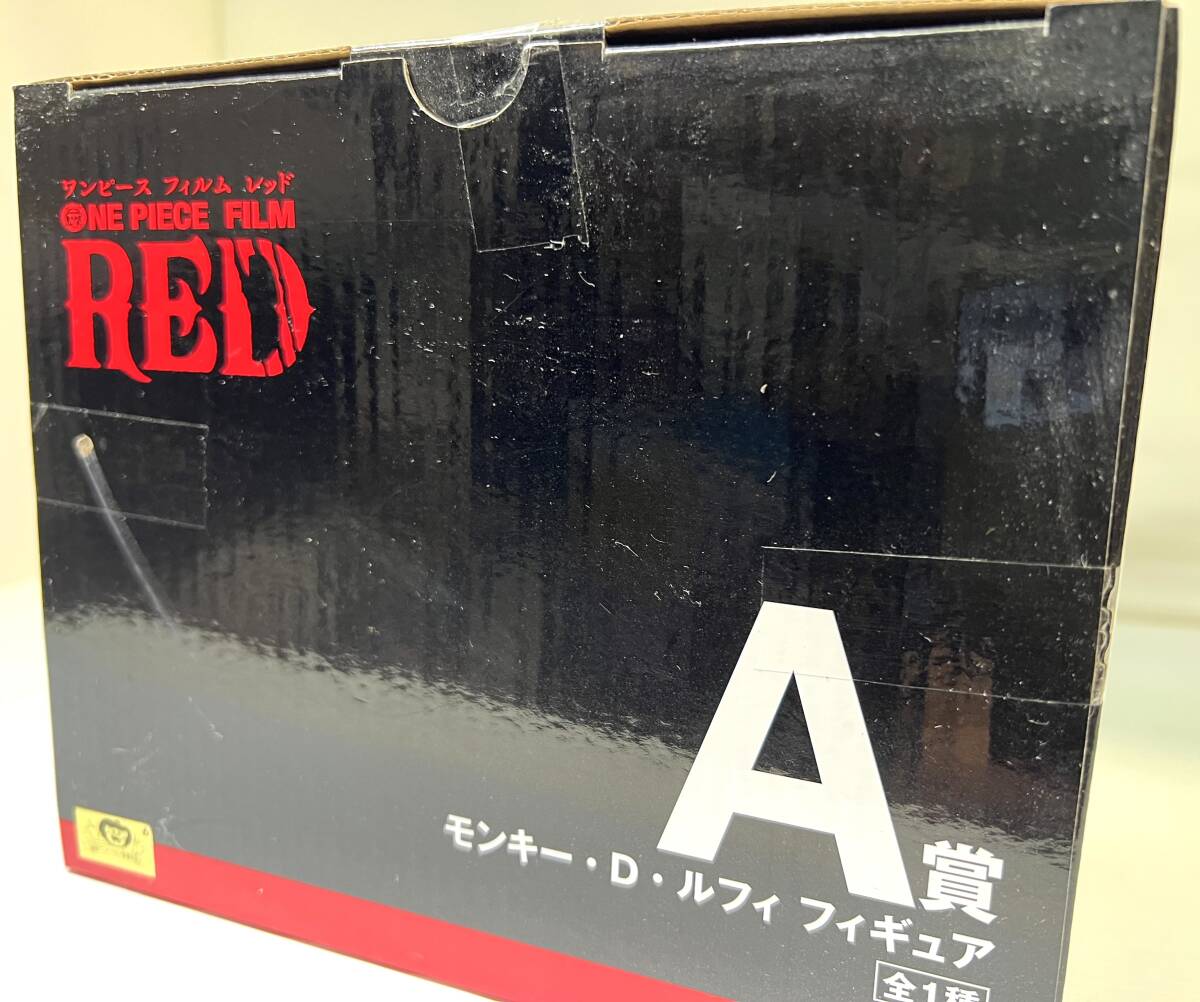 ワンピース フィルム レッド
ONE PIECE FILM
RED
A賞
モンキー・D・ルフィ フィギュア
全1種